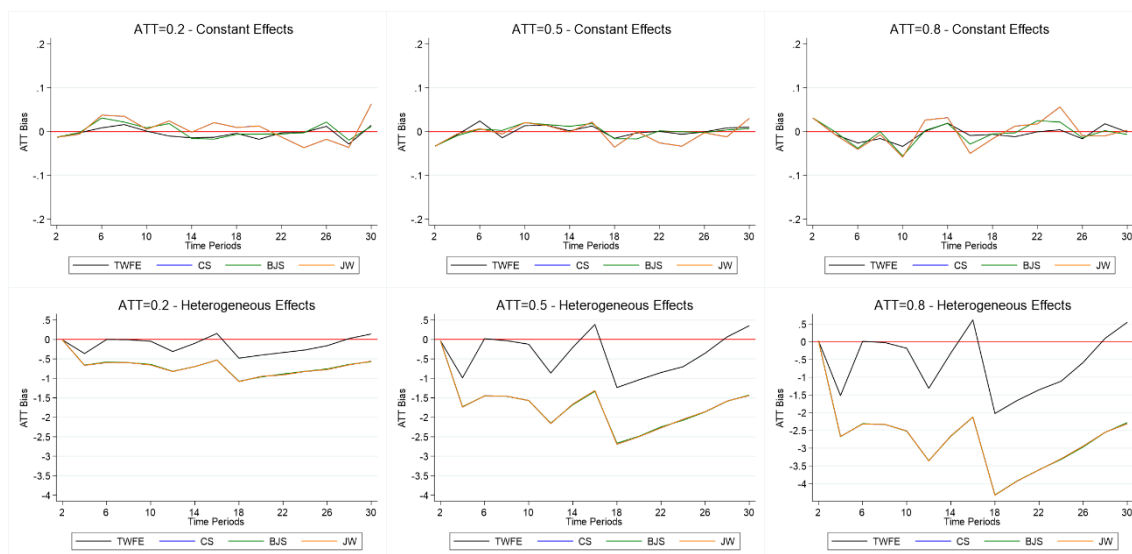 ATT=0.2 - Constant Effects
ATT Bias
.2
.1
0
-.1
-.2
2 6 10 14 18 22 26 30
Time Periods
TWFE CS BJS JW
ATT=0.5 - Constant Effects
ATT Bias
.2
.1
0
-.1
-.2
2 6 10 14 18 22 26 30
Time Periods
TWFE CS BJS JW
ATT=0.8 - Constant Effects
ATT Bias
.2
.1
0
-.1
-.2
2 6 10 14 18 22 26 30
Time Periods
TWFE CS BJS JW
ATT=0.2 - Heterogeneous Effects
ATT Bias
.5
0
-.5
-1
-1.5
-2
-2.5
-3
-3.5
-4
2 6 10 14 18 22 26 30
Time Periods
TWFE CS BJS JW
ATT=0.5 - Heterogeneous Effects
ATT Bias
.5
0
-.5
-1
-1.5
-2
-2.5
-3
-3.5
-4
2 6 10 14 18 22 26 30
Time Periods
TWFE CS BJS JW
ATT=0.8 - Heterogeneous Effects
ATT Bias
.5
0
-.5
-1
-1.5
-2
-2.5
-3
-3.5
-4
2 6 10 14 18 22 26 30
Time Periods
TWFE CS BJS JW